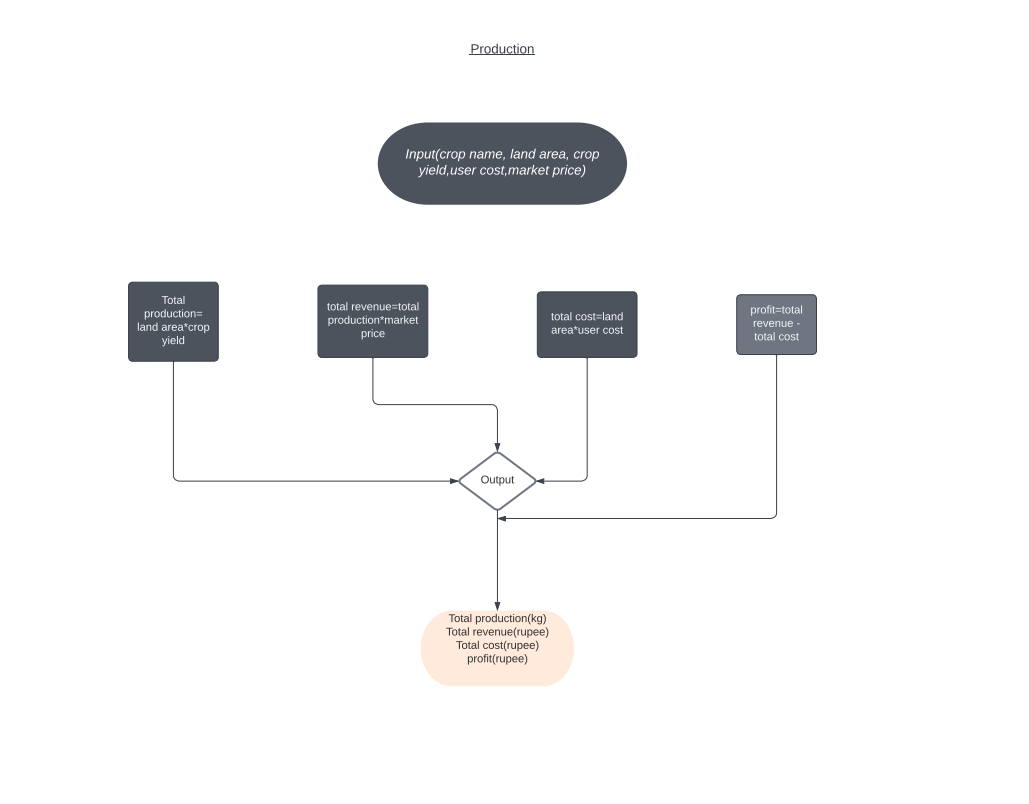 Production
Input(crop name, land area, crop
yield,user cost,market price)
Total
production=
land area*crop
yield
total revenue=total
production*market
price
total cost=land
area*user cost
profit=total
revenue -
total cost
Output
Total production(kg)
Total revenue(rupee)
Total cost(rupee)
profit(rupee)